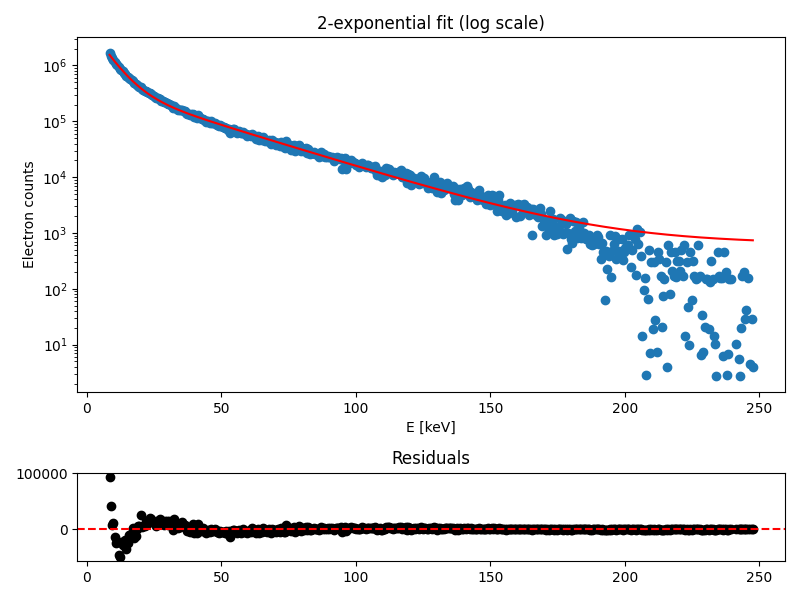 2-exponential fit (log scale)
Electron counts
10^6
10^5
10^4
10^3
10^2
10^1
0 50 100 150 200 250
E [keV]
Residuals
100000
0
0 50 100 150 200 250